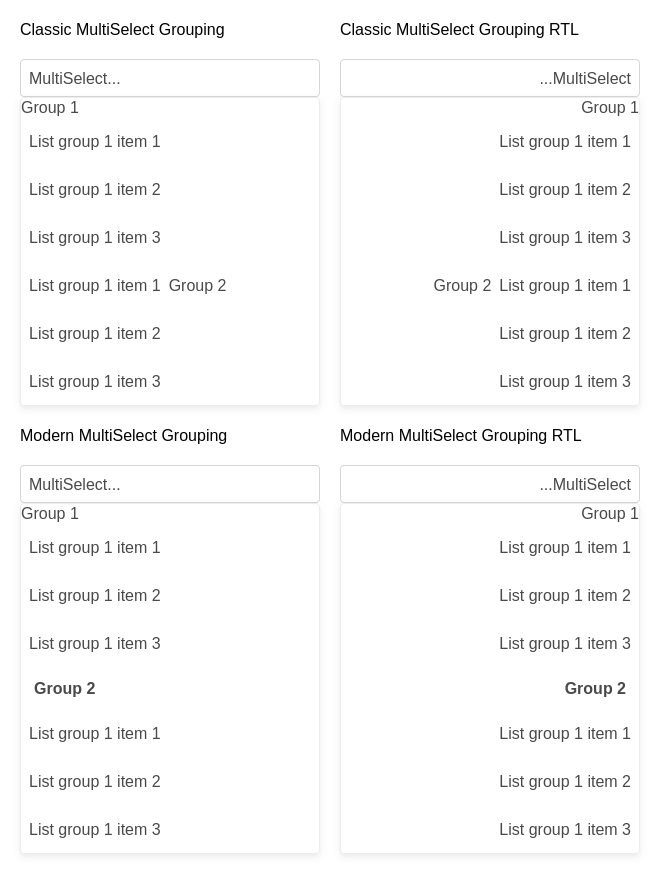 Classic MultiSelect Grouping
MultiSelect...
Group 1
List group 1 item 1
List group 1 item 2
List group 1 item 3
List group 1 item 1 Group 2
List group 1 item 2
List group 1 item 3
Classic MultiSelect Grouping RTL
...MultiSelect
Group 1
List group 1 item 1
List group 1 item 2
List group 1 item 3
Group 2 List group 1 item 1
List group 1 item 2
List group 1 item 3
Modern MultiSelect Grouping
MultiSelect...
Group 1
List group 1 item 1
List group 1 item 2
List group 1 item 3
Group 2
List group 1 item 1
List group 1 item 2
List group 1 item 3
Modern MultiSelect Grouping RTL
...MultiSelect
Group 1
List group 1 item 1
List group 1 item 2
List group 1 item 3
Group 2
List group 1 item 1
List group 1 item 2
List group 1 item 3